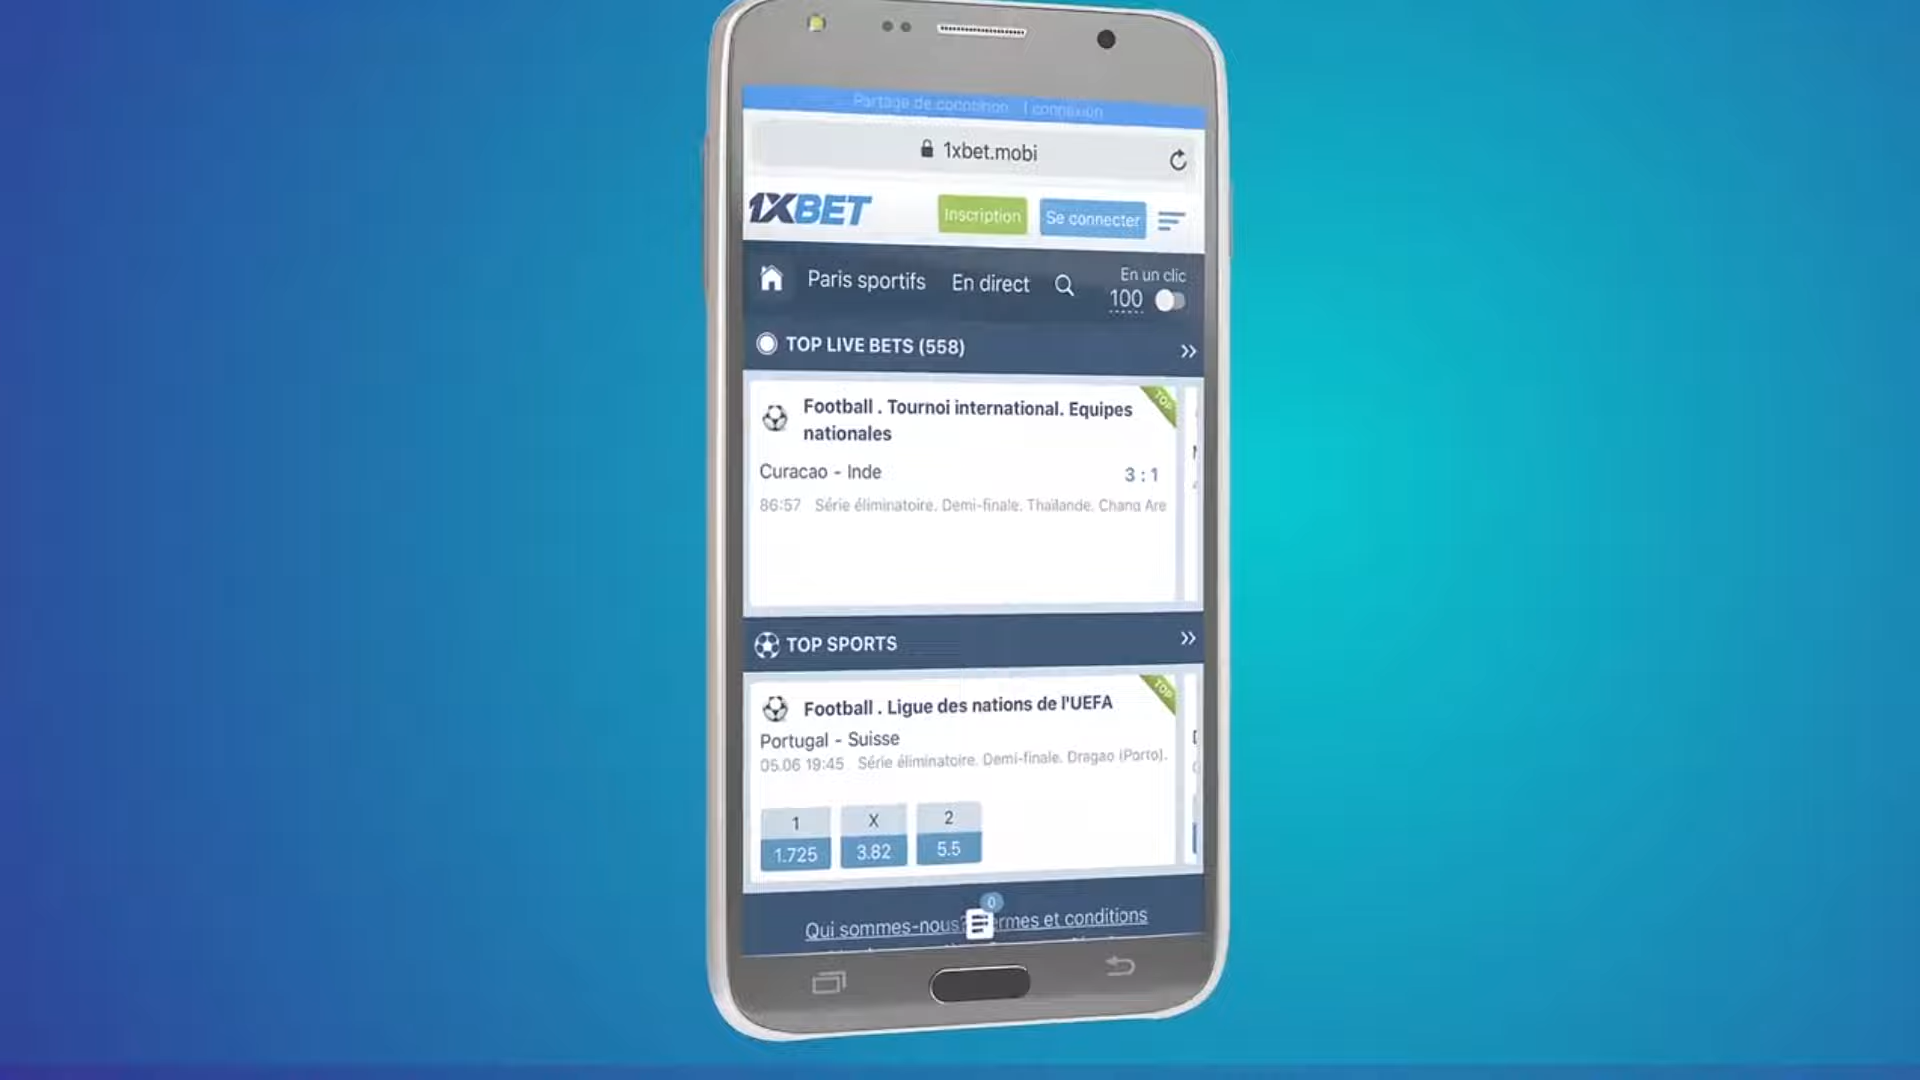 Partage de connexion
1xbet.mobi
1XBET
Inscription
Se connecter
Paris sportifs
En direct
En un clic
100
TOP LIVE BETS (558)
TOP
Football . Tournoi international. Equipes
nationales
Curacao - Inde
3 : 1
86:57 Série éliminatoire. Demi-finale. Thaïlande. Chang Are
TOP SPORTS
TOP
Football . Ligue des nations de l'UEFA
Portugal - Suisse
05.06 19:45 Série éliminatoire. Demi-finale. Dragao (Porto).
1
X
2
1.725
3.82
5.5
0
Qui sommes-nous?
ermes et conditions